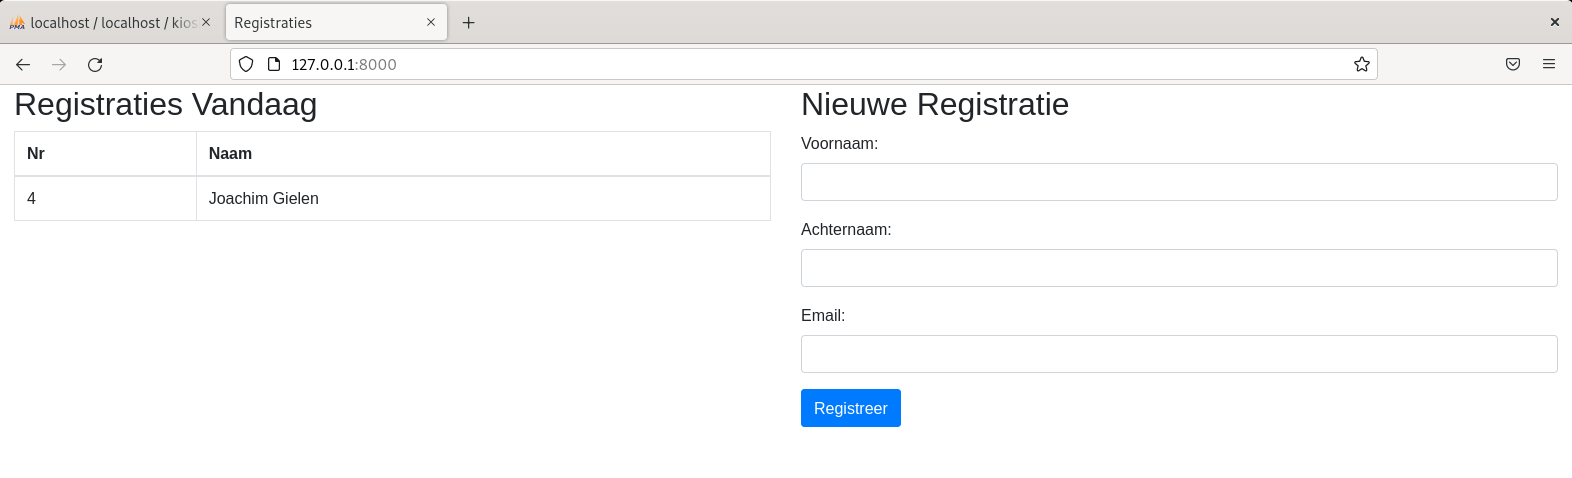 PMA localhost / localhost / kios
Registraties
127.0.0.1:8000
Registraties Vandaag
Nr Naam
4 Joachim Gielen
Nieuwe Registratie
Voornaam:
Achternaam:
Email:
Registreer